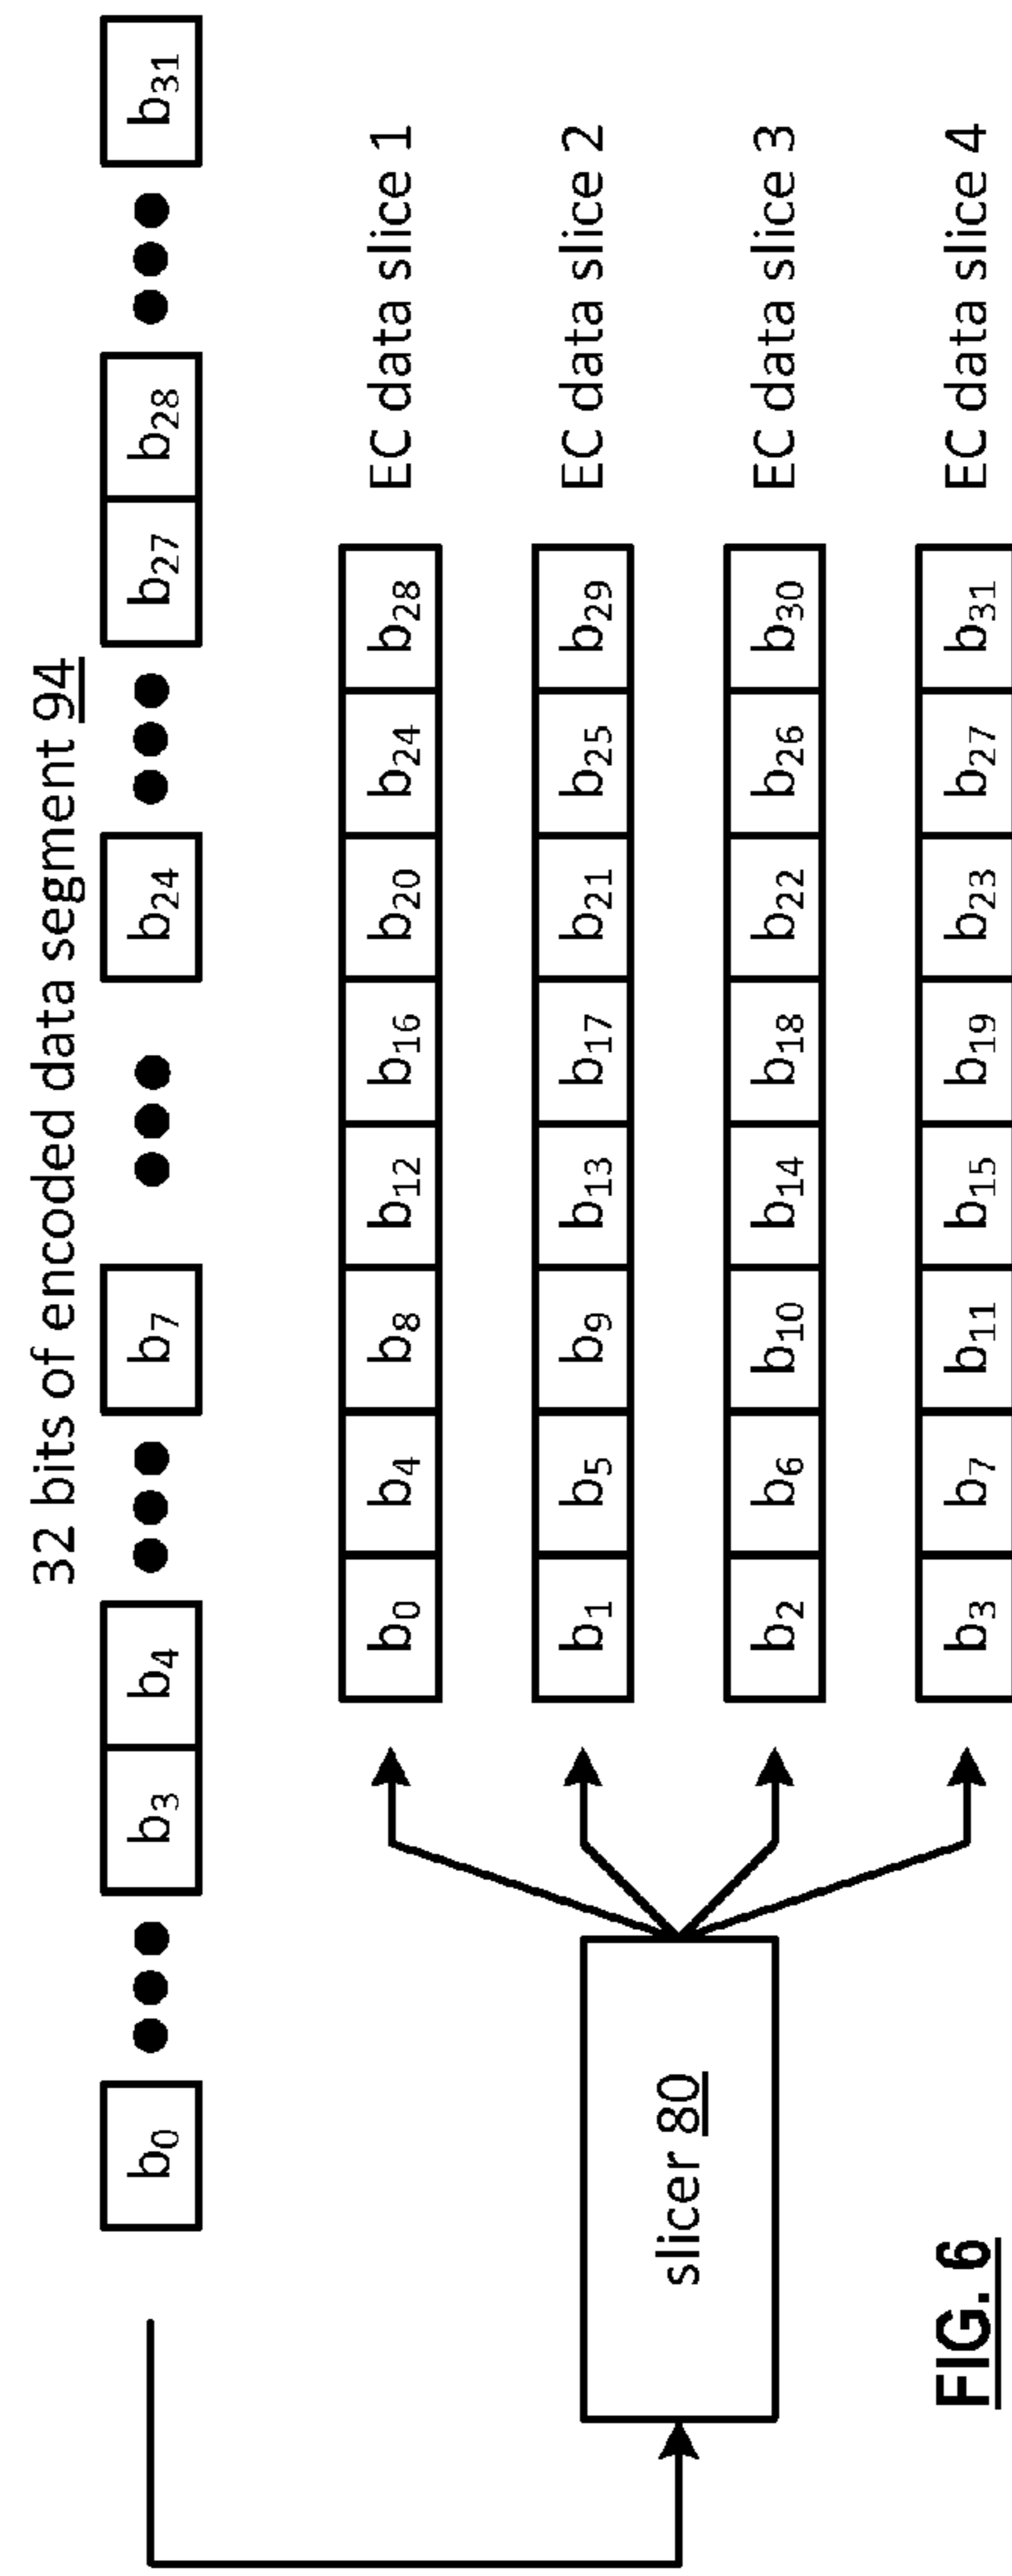 32 bits of encoded data segment 94
b0 ●●● b3 b4 ●●● b7 ●●● b24 ●●● b27 b28 ●●● b31
b0 b4 b8 b12 b16 b20 b24 b28 EC data slice 1
b1 b5 b9 b13 b17 b21 b25 b29 EC data slice 2
slicer 80
b2 b6 b10 b14 b18 b22 b26 b30 EC data slice 3
b3 b7 b11 b15 b19 b23 b27 b31 EC data slice 4
FIG. 6